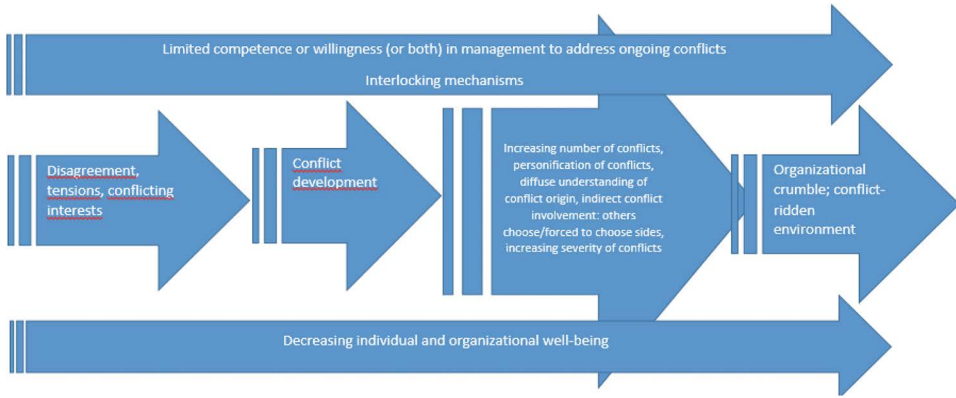 Limited competence or willingness (or both) in management to address ongoing conflicts
Interlocking mechanisms
Disagreement,
tensions, conflicting
interests
Conflict
development
Increasing number of conflicts,
personification of conflicts,
diffuse understanding of
conflict origin, indirect conflict
involvement: others
choose/forced to choose sides,
increasing severity of conflicts
Organizational
crumble; conflict-
ridden
environment
Decreasing individual and organizational well-being